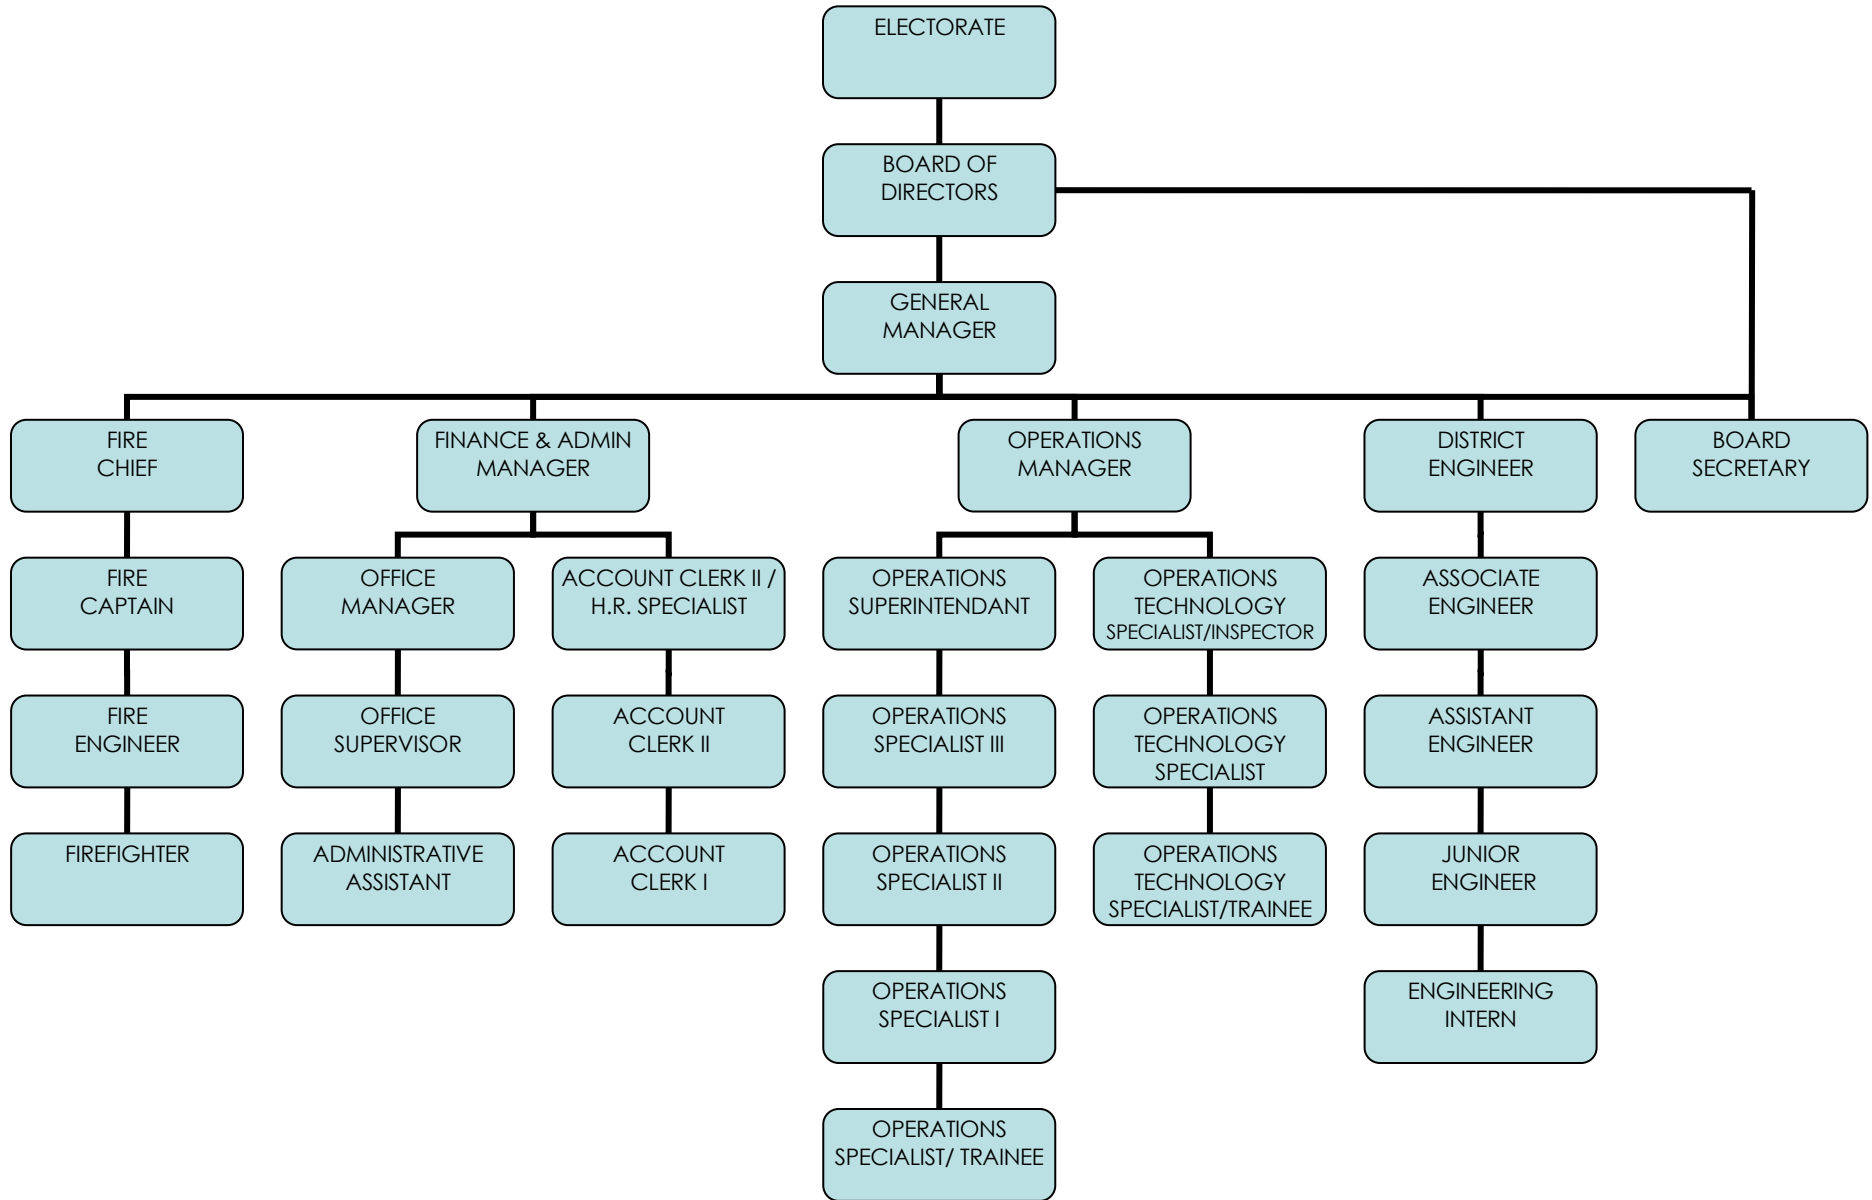 ELECTORATE
BOARD OF
DIRECTORS
GENERAL
MANAGER
FIRE
CHIEF
FINANCE & ADMIN
MANAGER
OPERATIONS
MANAGER
DISTRICT
ENGINEER
BOARD
SECRETARY
FIRE
CAPTAIN
OFFICE
MANAGER
ACCOUNT CLERK II /
H.R. SPECIALIST
OPERATIONS
SUPERINTENDANT
OPERATIONS
TECHNOLOGY
SPECIALIST/INSPECTOR
ASSOCIATE
ENGINEER
FIRE
ENGINEER
OFFICE
SUPERVISOR
ACCOUNT
CLERK II
OPERATIONS
SPECIALIST III
OPERATIONS
TECHNOLOGY
SPECIALIST
ASSISTANT
ENGINEER
FIREFIGHTER
ADMINISTRATIVE
ASSISTANT
ACCOUNT
CLERK I
OPERATIONS
SPECIALIST II
OPERATIONS
TECHNOLOGY
SPECIALIST/TRAINEE
JUNIOR
ENGINEER
OPERATIONS
SPECIALIST I
ENGINEERING
INTERN
OPERATIONS
SPECIALIST/ TRAINEE